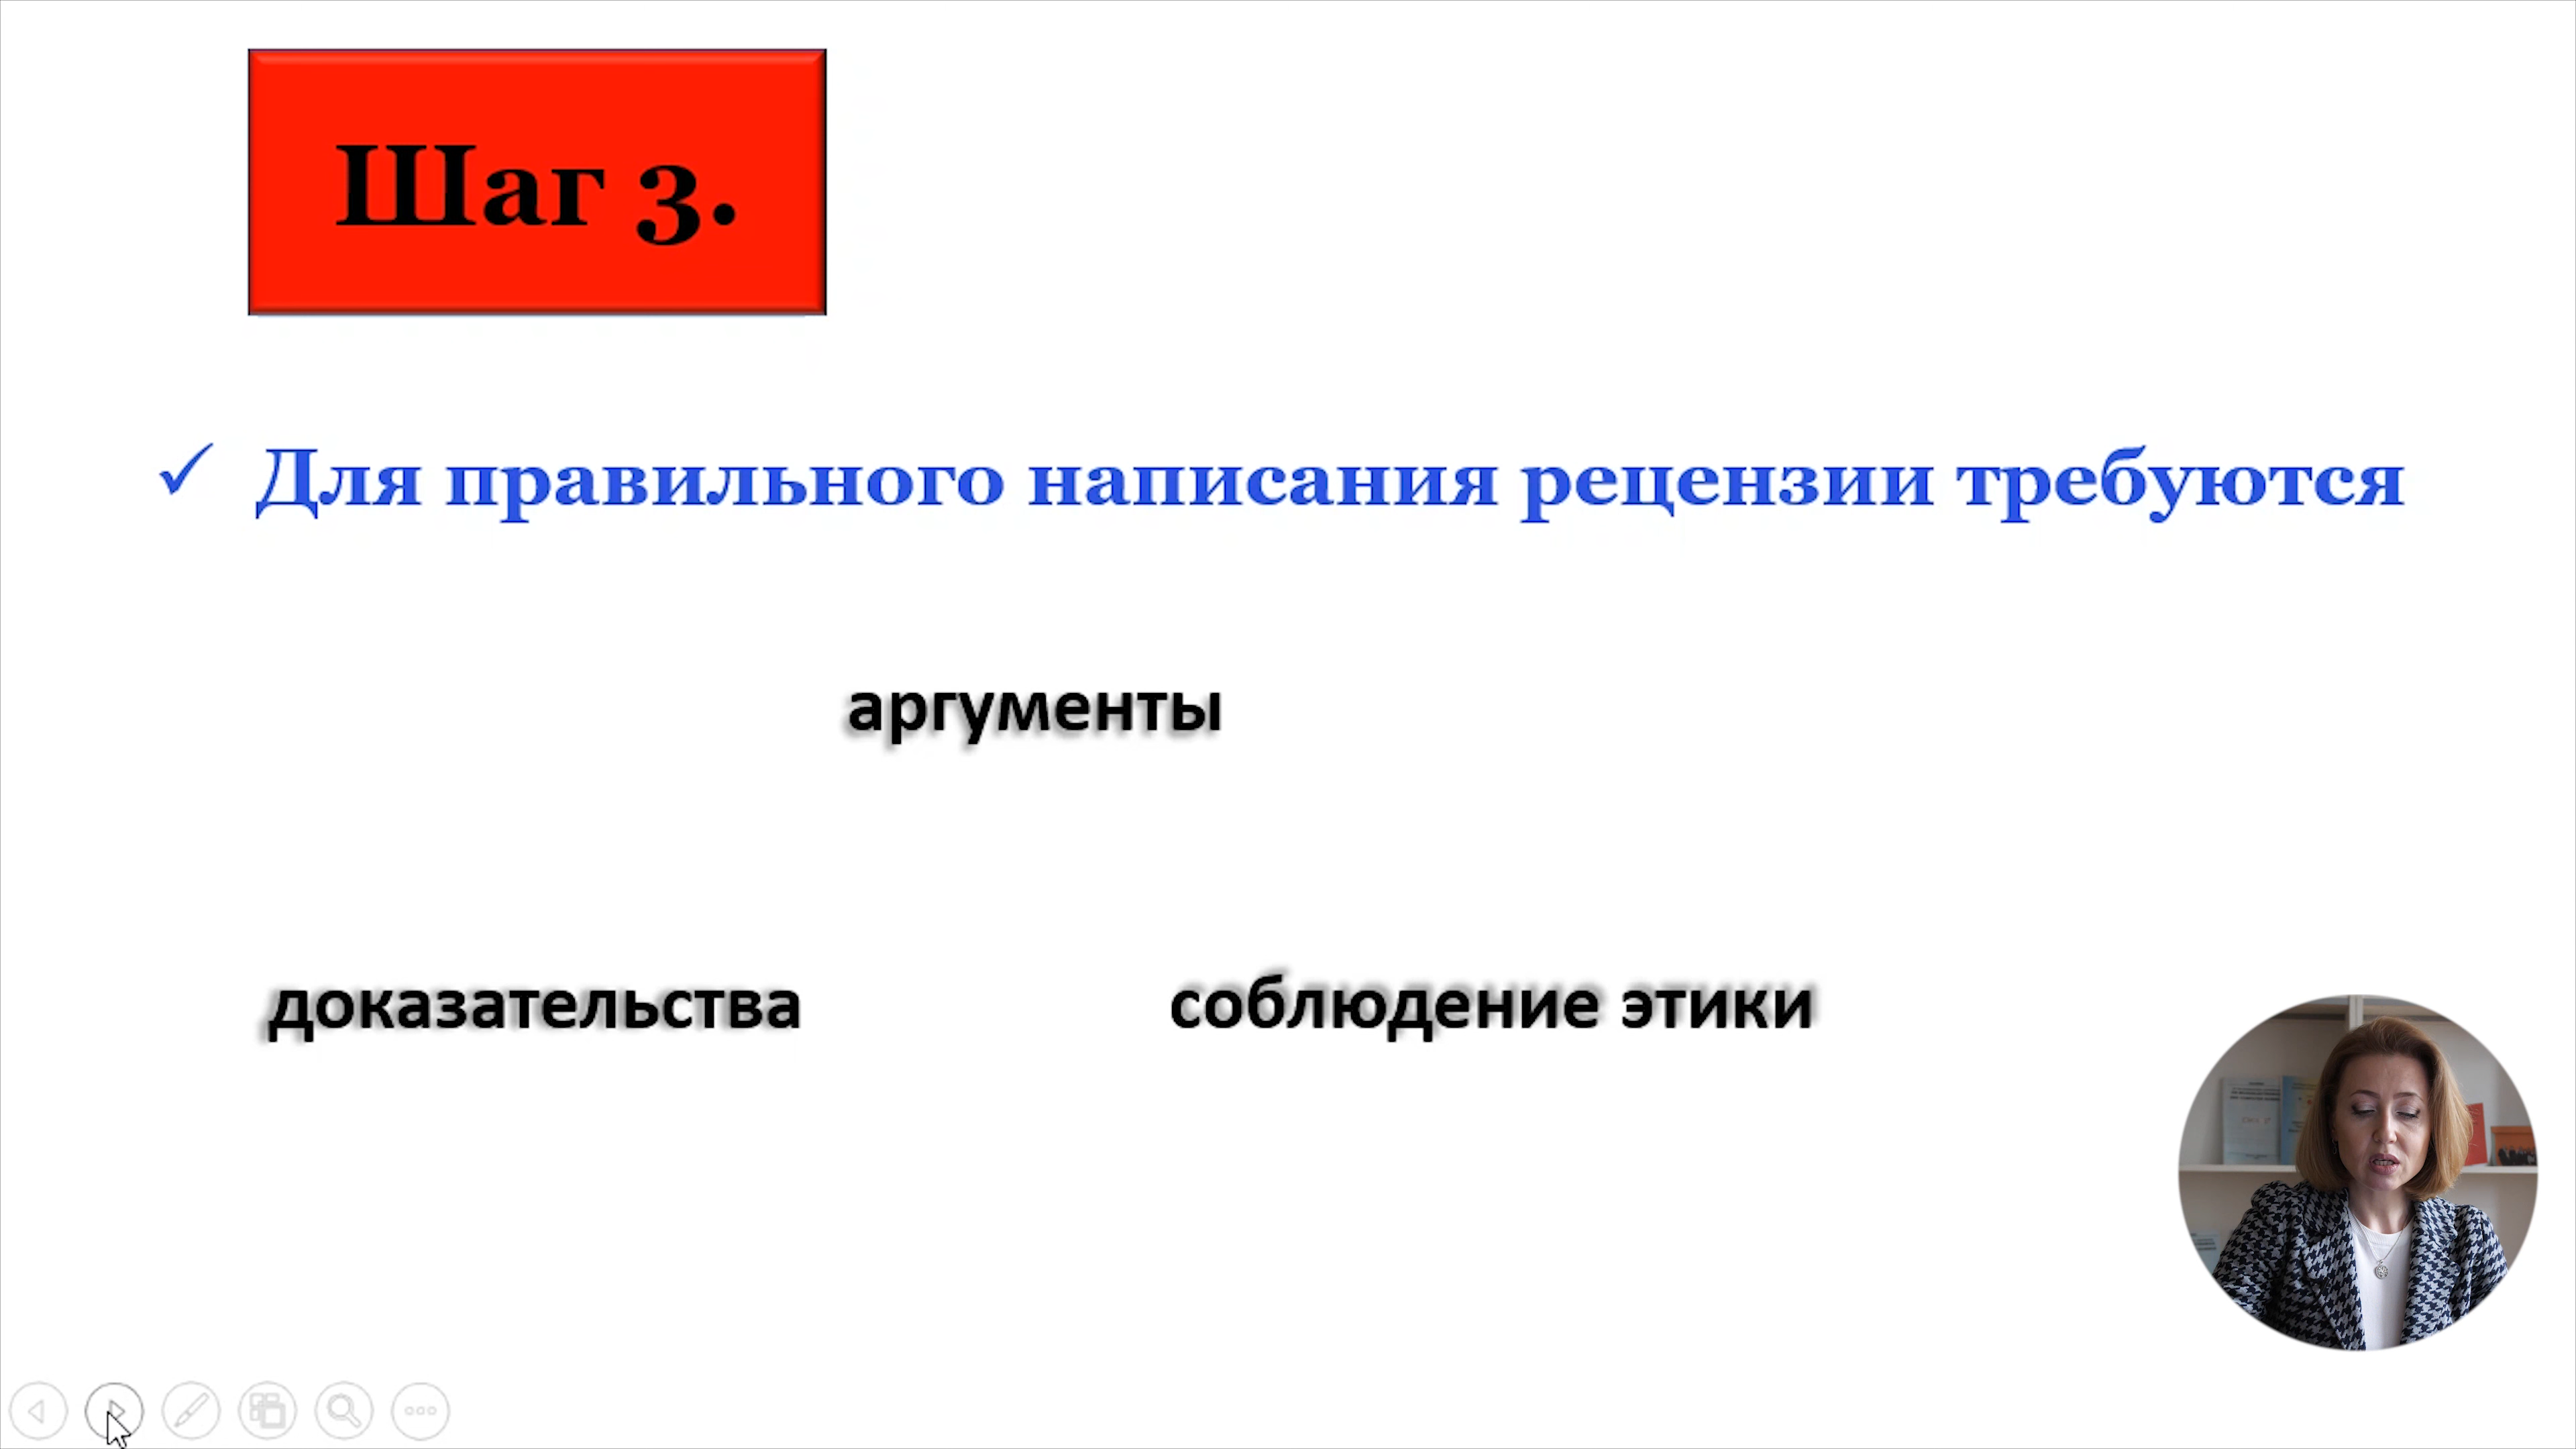 Шаг 3.
✓ Для правильного написания рецензии требуются
аргументы
доказательства
соблюдение этики